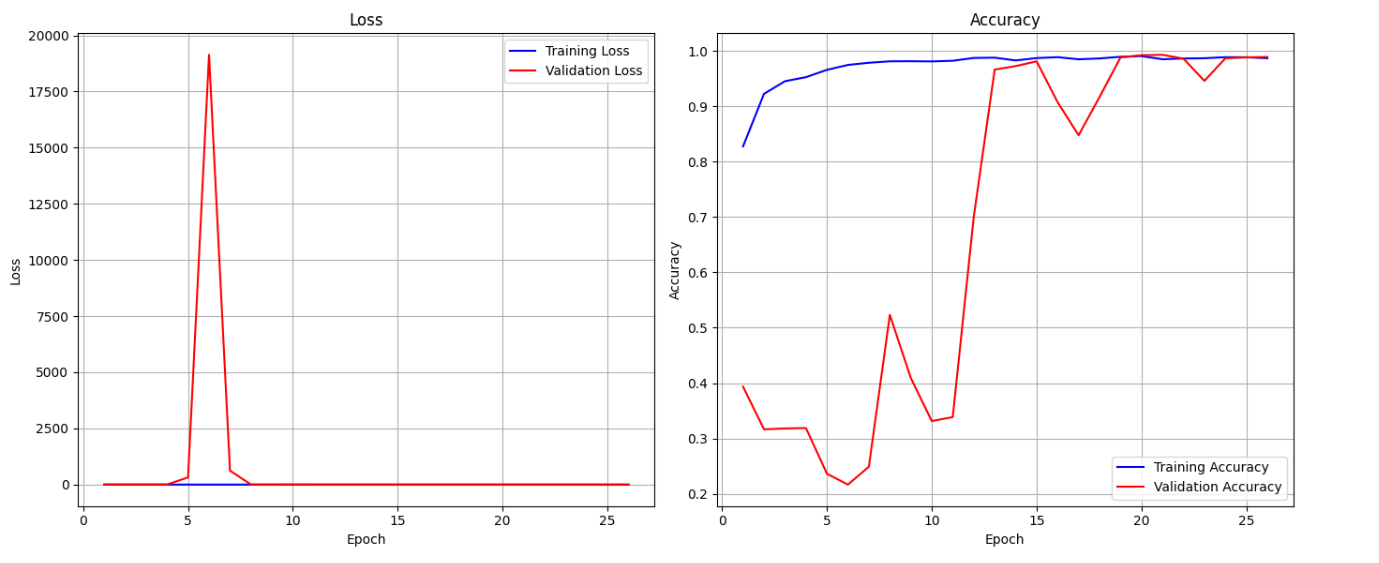 Loss
20000
17500
15000
12500
10000
7500
5000
2500
0
Loss
0 5 10 15 20 25
Epoch
Training Loss
Validation Loss
Accuracy
1.0
0.9
0.8
0.7
0.6
0.5
0.4
0.3
0.2
Accuracy
0 5 10 15 20 25
Epoch
Training Accuracy
Validation Accuracy